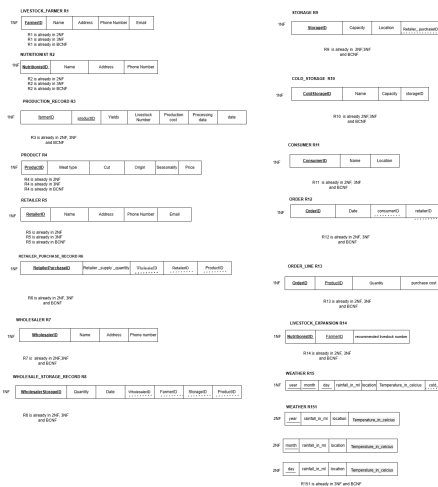 LIVESTOCK_FARMER R1
1NF FarmerID Name Address Phone Number Email
R1 is already in 2NF
R1 is already in 3NF
R1 is already in BCNF
NUTRITIONIST R2
1NF NutritionistID Name Address Phone Number
R2 is already in 2NF
R2 is already in 3NF
R2 is already in BCNF
PRODUCTION_RECORD R3
1NF farmerID productID Yields Livestock Number Production cost Processing data date
R3 is already in 2NF, 3NF
and BCNF
PRODUCT R4
1NF ProductID Meat type Cut Origin Seasonality Price
R4 is already in 2NF
R4 is already in 3NF
R4 is already in BCNF
RETAILER R5
1NF RetailerID Name Address Phone Number Email
R5 is already in 2NF
R5 is already in 3NF
R5 is already in BCNF
RETAILER_PURCHASE_RECORD R6
1NF RetailerPurchaseID Retailer_supply_quantity WholesalerID RetailerID ProductID
R6 is already in 2NF, 3NF
and BCNF
WHOLESALER R7
1NF WholesalerID Name Address Phone number
R7 is already in 2NF,3NF
and BCNF
WHOLESALE_STORAGE_RECORD R8
1NF WholesalerStorageID Quantity Date WholesalerID FarmerID StorageID ProductID
R8 is already in 2NF, 3NF
and BCNF
STORAGE R9
1NF StorageID Capacity Location Retailer_purchaseID
R9 is already in 2NF,3NF
and BCNF
COLD_STORAGE R10
1NF ColdStorageID Name Capacity storageID
R10 is already in 2NF, 3NF
and BCNF
CONSUMER R11
1NF ConsumerID Name Location
R11 is already in 2NF, 3NF
and BCNF
ORDER R12
1NF OrderID Date consumerID retailerID
R12 is already in 2NF, 3NF
and BCNF
ORDER_LINE R13
1NF OrderID ProductID Quantity purchase cost
R13 is already in 2NF, 3NF
and BCNF
LIVESTOCK_EXPANSION R14
1NF NutritionistID FarmerID recommended livestock number
R14 is already in 2NF, 3NF
and BCNF
WEATHER R15
1NF year month day rainfall_in_ml location Temperature_in_celcius cold_
WEATHER R151
2NF year rainfall_in_ml location Temperature_in_celcius
2NF month rainfall_in_ml location Temperature_in_celcius
2NF day rainfall_in_ml location Temperature_in_celcius
R151 is already in 3NF and BCNF